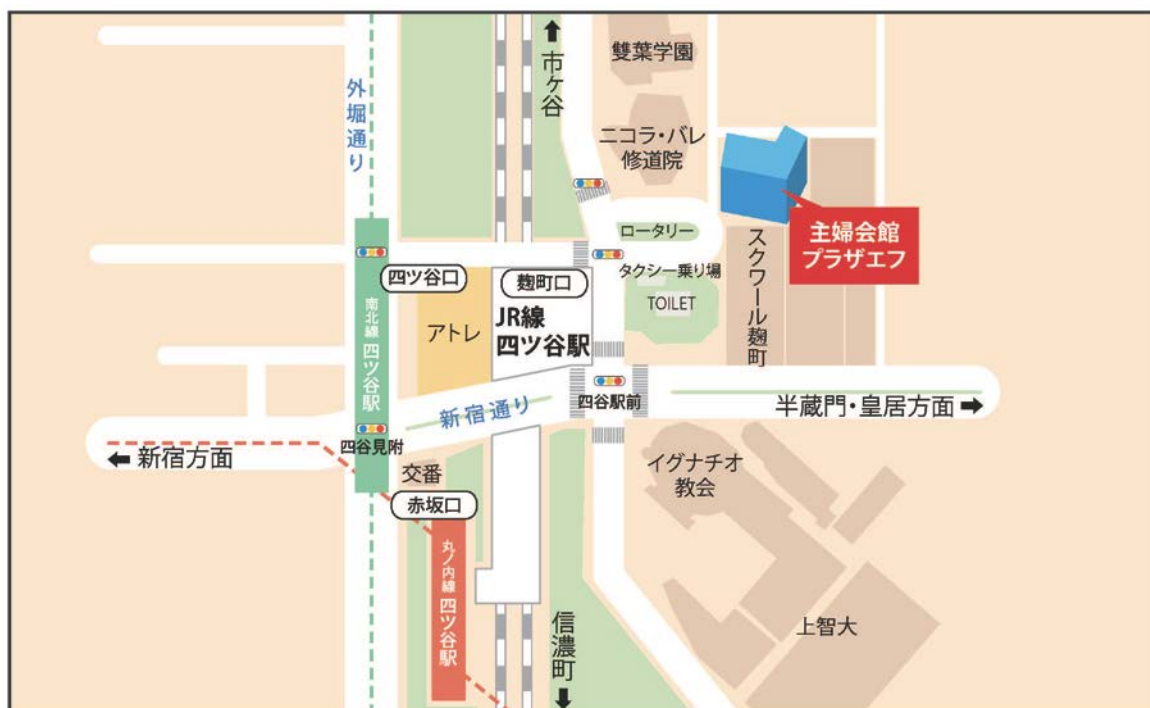 ↑
市ヶ谷
雙葉学園
外堀通り
ニコラ・バレ
修道院
ロータリー
主婦会館
プラザエフ
四ツ谷口
麹町口
タクシー乗り場
TOILET
スクワール麹町
JR線
四ツ谷駅
アトレ
南北線 四ツ谷駅
新宿通り
四谷駅前
半蔵門・皇居方面→
四谷見附
←新宿方面
交番
イグナチオ
教会
赤坂口
丸ノ内線 四ツ谷駅
信濃町
↓
上智大